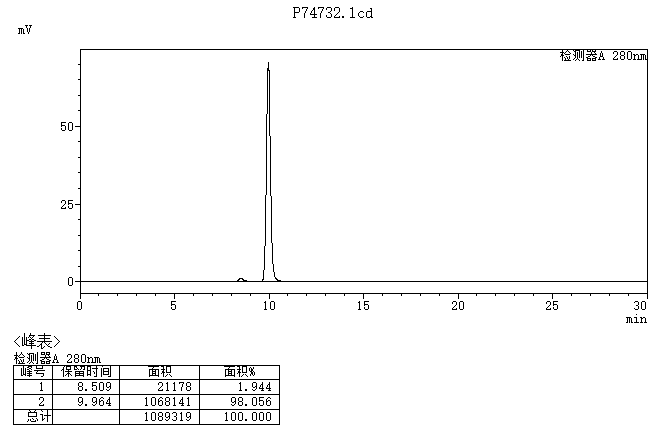 P74732.lcd
mV
检测器A 280nm
50
25
0
0 5 10 15 20 25 30
min
<峰表>
检测器A 280nm
峰号 保留时间 面积 面积%
1 8.509 21178 1.944
2 9.964 1068141 98.056
总计 1089319 100.000